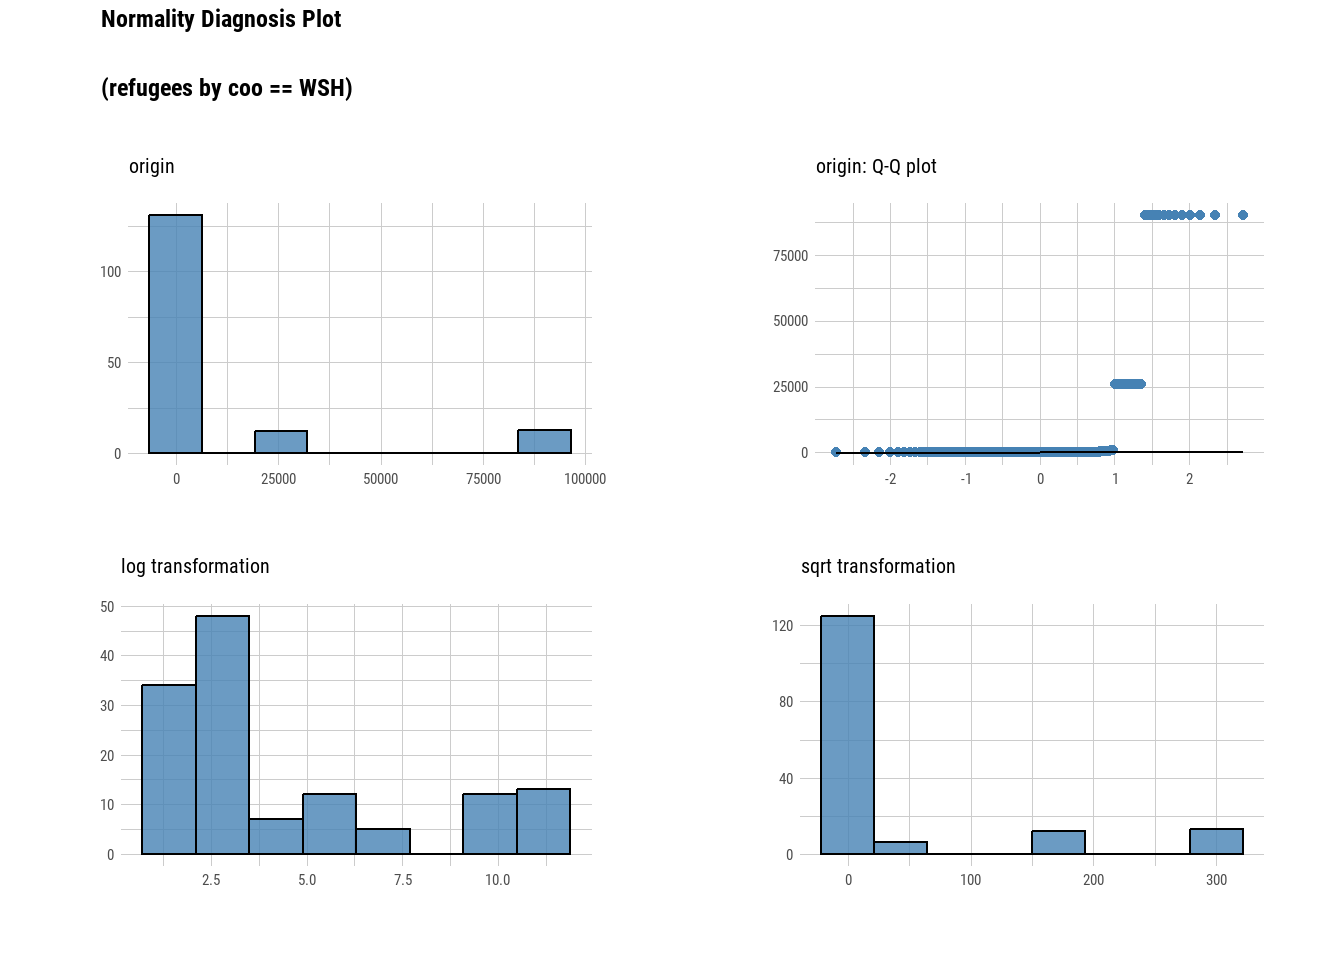 Normality Diagnosis Plot
(refugees by coo == WSH)
origin
100
50
0
0 25000 50000 75000 100000
origin: Q-Q plot
75000
50000
25000
0
-2 -1 0 1 2
log transformation
50
40
30
20
10
0
2.5 5.0 7.5 10.0
sqrt transformation
120
80
40
0
0 100 200 300